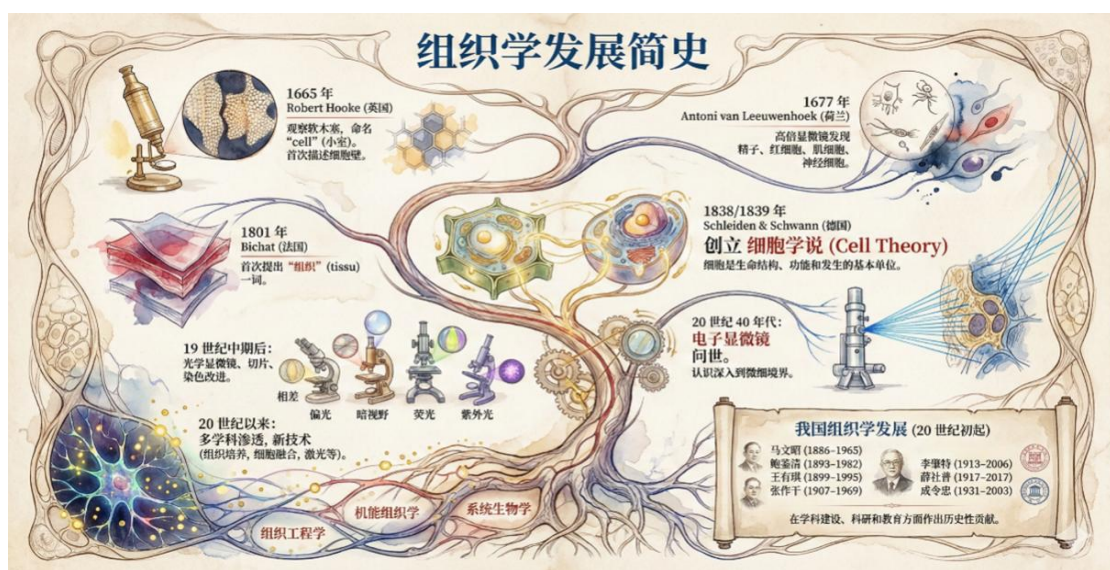 组织学发展简史
1665 年
Robert Hooke (英国)
观察软木塞，命名
“cell” (小室)。
首次描述细胞壁。
1677 年
Antoni van Leeuwenhoek (荷兰)
高倍显微镜发现
精子、红细胞、肌细胞、
神经细胞。
1801 年
Bichat (法国)
首次提出 “组织” (tissu)
一词。
1838/1839 年
Schleiden & Schwann (德国)
创立 细胞学说 (Cell Theory)
细胞是生命结构、功能和发生的基本单位。
19 世纪中期后：
光学显微镜、切片、
染色改进。
相差
偏光
暗视野
荧光
紫外光
20 世纪 40 年代：
电子显微镜
问世。
认识深入到微细境界。
20 世纪以来：
多学科渗透，新技术
(组织培养，细胞融合，激光等)。
组织工程学
机能组织学
系统生物学
我国组织学发展 (20 世纪初起)
马文昭 (1886–1965)
鲍鉴清 (1893–1982)
王有琪 (1899–1995)
张作干 (1907–1969)
李肇特 (1913–2006)
薛社普 (1917–2017)
成令忠 (1931–2003)
在学科建设、科研和教育方面作出历史性贡献。